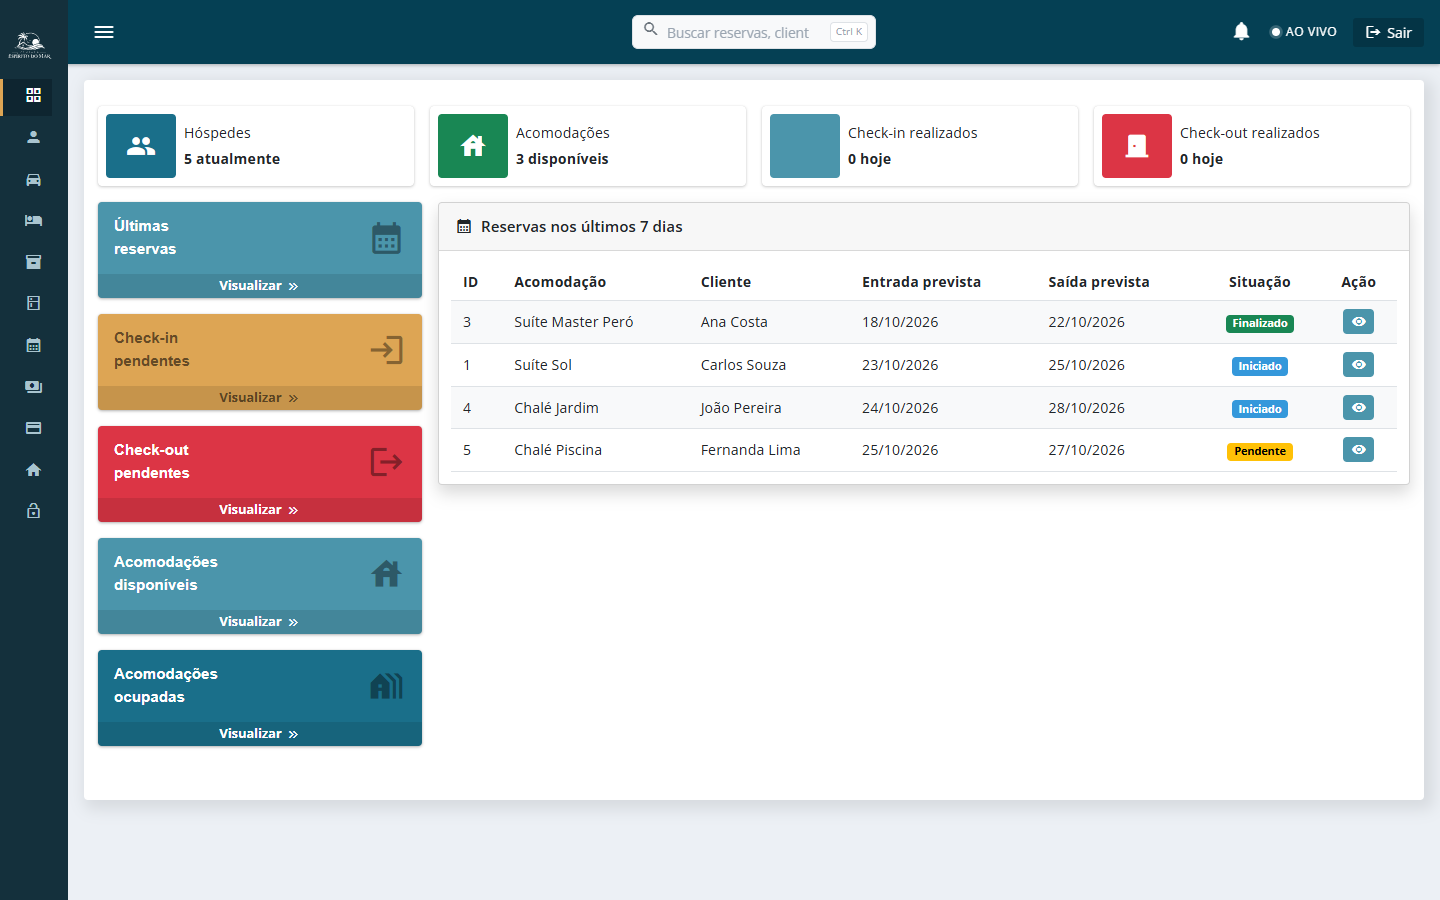 ESPÍRITO DO MAR
Buscar reservas, client
Ctrl K
AO VIVO
Sair
Hóspedes
5 atualmente
Acomodações
3 disponíveis
Check-in realizados
0 hoje
Check-out realizados
0 hoje
Últimas
reservas
Visualizar »
Check-in
pendentes
Visualizar »
Check-out
pendentes
Visualizar »
Acomodações
disponíveis
Visualizar »
Acomodações
ocupadas
Visualizar »
Reservas nos últimos 7 dias
ID Acomodação Cliente Entrada prevista Saída prevista Situação Ação
3 Suíte Master Peró Ana Costa 18/10/2026 22/10/2026 Finalizado
1 Suíte Sol Carlos Souza 23/10/2026 25/10/2026 Iniciado
4 Chalé Jardim João Pereira 24/10/2026 28/10/2026 Iniciado
5 Chalé Piscina Fernanda Lima 25/10/2026 27/10/2026 Pendente